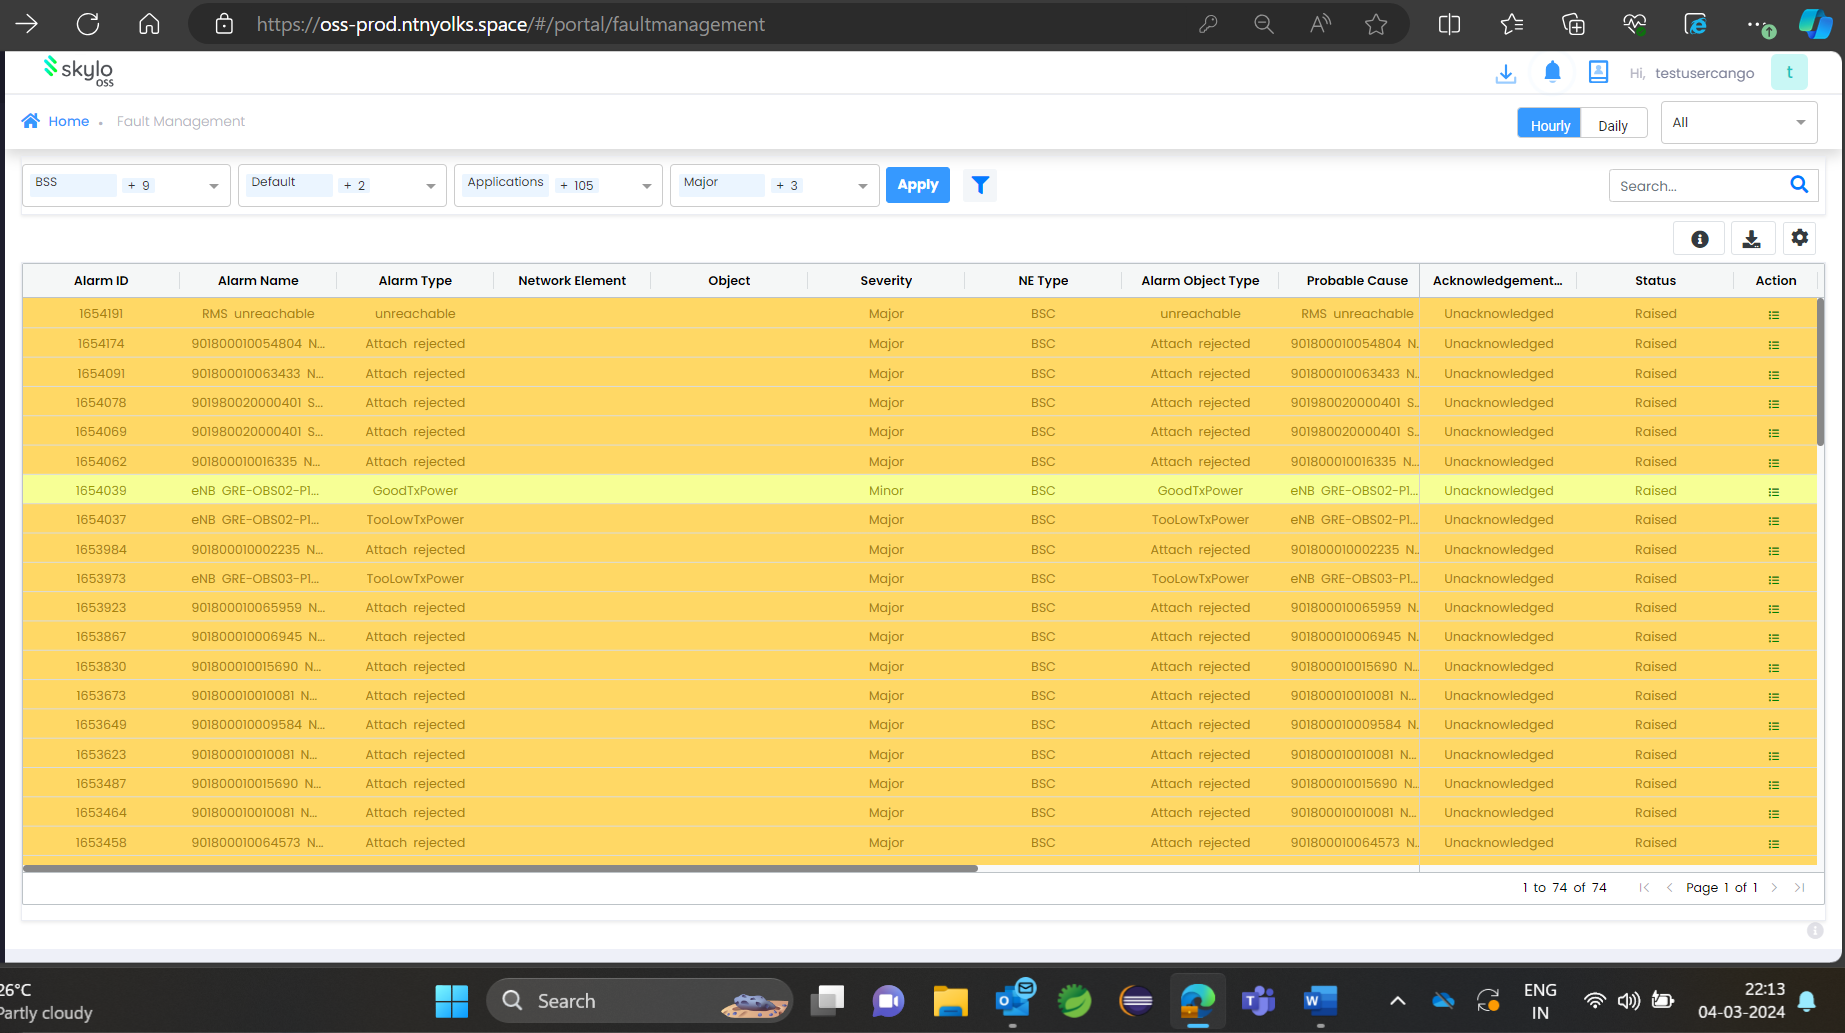 https://oss-prod.ntnyolks.space/#/portal/faultmanagement
skylo
OSS
Hi, testusercango t
Home • Fault Management
Hourly Daily All
BSS + 9 Default + 2 Applications + 105 Major + 3 Apply Search...
Alarm ID Alarm Name Alarm Type Network Element Object Severity NE Type Alarm Object Type Probable Cause Acknowledgement... Status Action
1654191 RMS unreachable unreachable Major BSC unreachable RMS unreachable Unacknowledged Raised
1654174 901800010054804 N... Attach rejected Major BSC Attach rejected 901800010054804 N. Unacknowledged Raised
1654091 901800010063433 N... Attach rejected Major BSC Attach rejected 901800010063433 N.. Unacknowledged Raised
1654078 901980020000401 S... Attach rejected Major BSC Attach rejected 901980020000401 S.. Unacknowledged Raised
1654069 901980020000401 S... Attach rejected Major BSC Attach rejected 901980020000401 S.. Unacknowledged Raised
1654062 901800010016335 N... Attach rejected Major BSC Attach rejected 901800010016335 N... Unacknowledged Raised
1654039 eNB GRE-OBS02-P1... GoodTxPower Minor BSC GoodTxPower eNB GRE-OBS02-P1... Unacknowledged Raised
1654037 eNB GRE-OBS02-P1... TooLowTxPower Major BSC TooLowTxPower eNB GRE-OBS02-P1... Unacknowledged Raised
1653984 901800010002235 N... Attach rejected Major BSC Attach rejected 901800010002235 N.. Unacknowledged Raised
1653973 eNB GRE-OBS03-P1... TooLowTxPower Major BSC TooLowTxPower eNB GRE-OBS03-P1... Unacknowledged Raised
1653923 901800010065959 N... Attach rejected Major BSC Attach rejected 901800010065959 N. Unacknowledged Raised
1653867 901800010006945 N... Attach rejected Major BSC Attach rejected 901800010006945 N. Unacknowledged Raised
1653830 901800010015690 N... Attach rejected Major BSC Attach rejected 901800010015690 N.. Unacknowledged Raised
1653673 901800010010081 N... Attach rejected Major BSC Attach rejected 901800010010081 N... Unacknowledged Raised
1653649 901800010009584 N... Attach rejected Major BSC Attach rejected 901800010009584 N. Unacknowledged Raised
1653623 901800010010081 N... Attach rejected Major BSC Attach rejected 901800010010081 N... Unacknowledged Raised
1653487 901800010015690 N... Attach rejected Major BSC Attach rejected 901800010015690 N.. Unacknowledged Raised
1653464 901800010010081 N... Attach rejected Major BSC Attach rejected 901800010010081 N... Unacknowledged Raised
1653458 901800010064573 N... Attach rejected Major BSC Attach rejected 901800010064573 N.. Unacknowledged Raised
1 to 74 of 74 Page 1 of 1
26°C
Partly cloudy
Search
ENG
IN
22:13
04-03-2024